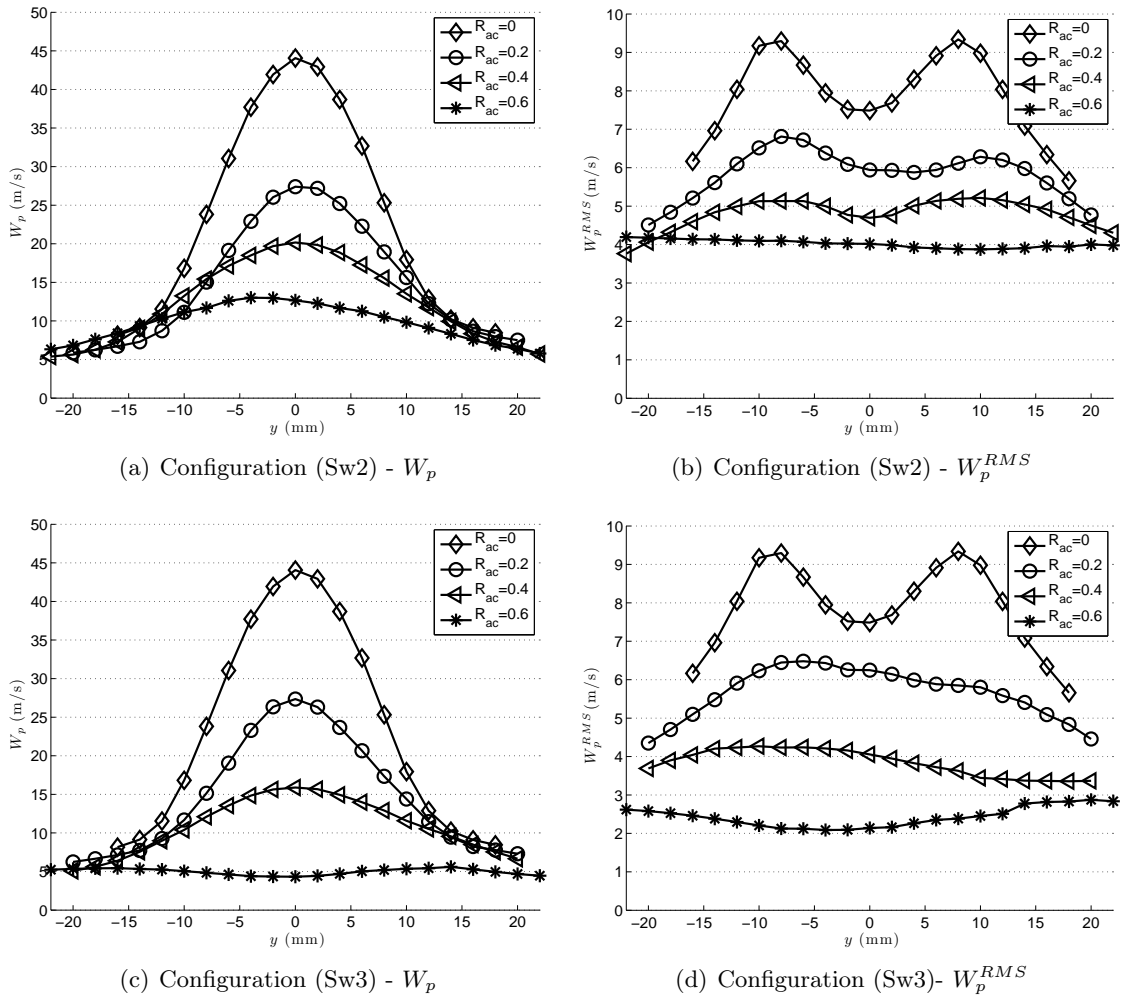 50
45
40
35
30
25
20
15
10
5
0
W_p (m/s)
−20 −15 −10 −5 0 5 10 15 20
y (mm)
R_ac=0
R_ac=0.2
R_ac=0.4
R_ac=0.6
(a) Configuration (Sw2) - W_p
10
9
8
7
6
5
4
3
2
1
0
W_p^{RMS} (m/s)
−20 −15 −10 −5 0 5 10 15 20
y (mm)
R_ac=0
R_ac=0.2
R_ac=0.4
R_ac=0.6
(b) Configuration (Sw2) - W_p^{RMS}
50
45
40
35
30
25
20
15
10
5
0
W_p (m/s)
−20 −15 −10 −5 0 5 10 15 20
y (mm)
R_ac=0
R_ac=0.2
R_ac=0.4
R_ac=0.6
(c) Configuration (Sw3) - W_p
10
9
8
7
6
5
4
3
2
1
0
W_p^{RMS} (m/s)
−20 −15 −10 −5 0 5 10 15 20
y (mm)
R_ac=0
R_ac=0.2
R_ac=0.4
R_ac=0.6
(d) Configuration (Sw3)- W_p^{RMS}